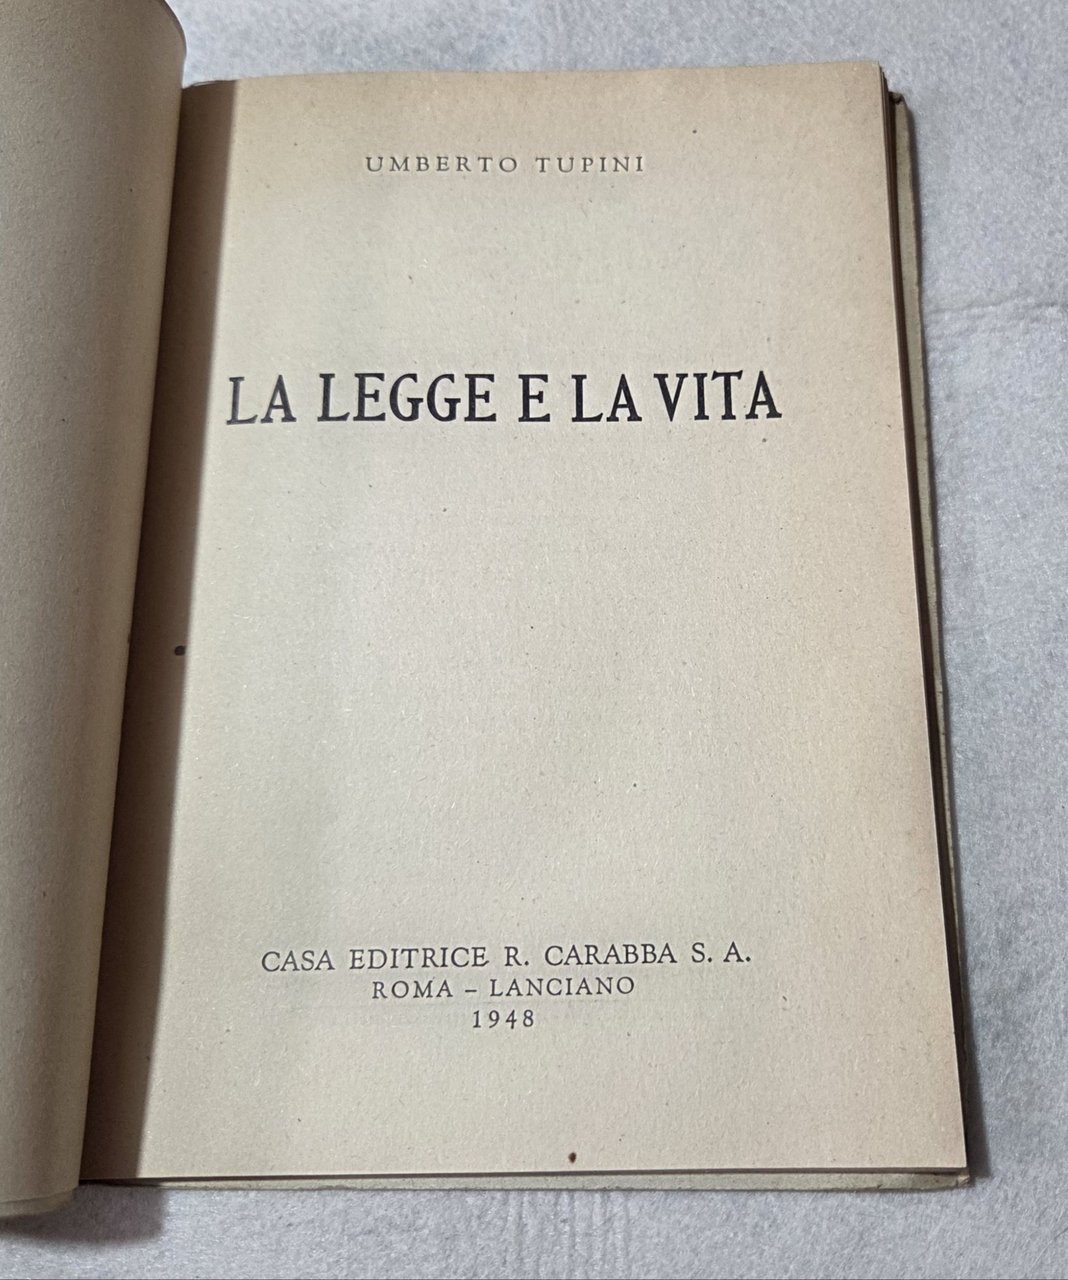 UMBERTO TUPINI
LA LEGGE E LA VITA
CASA EDITRICE R. CARABBA S. A.
ROMA – LANCIANO
1948